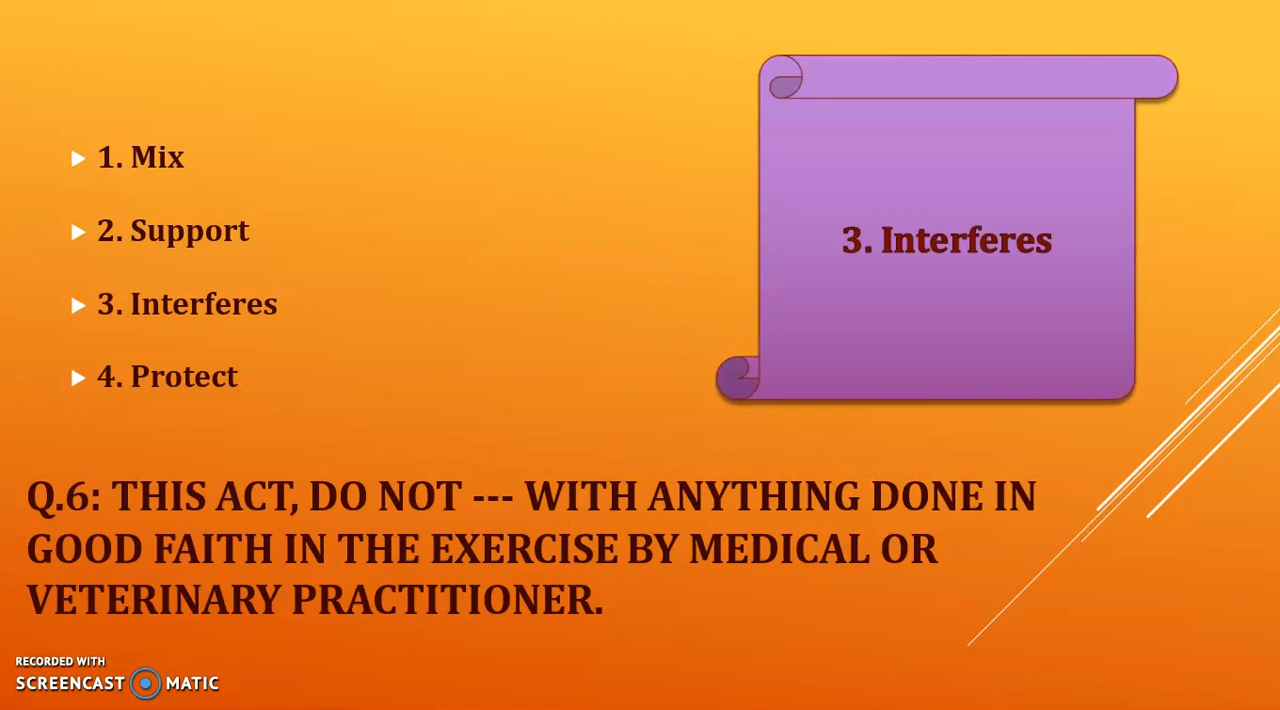 1. Mix
2. Support
3. Interferes
4. Protect
3. Interferes
Q.6: THIS ACT, DO NOT --- WITH ANYTHING DONE IN
GOOD FAITH IN THE EXERCISE BY MEDICAL OR
VETERINARY PRACTITIONER.
RECORDED WITH
SCREENCAST MATIC